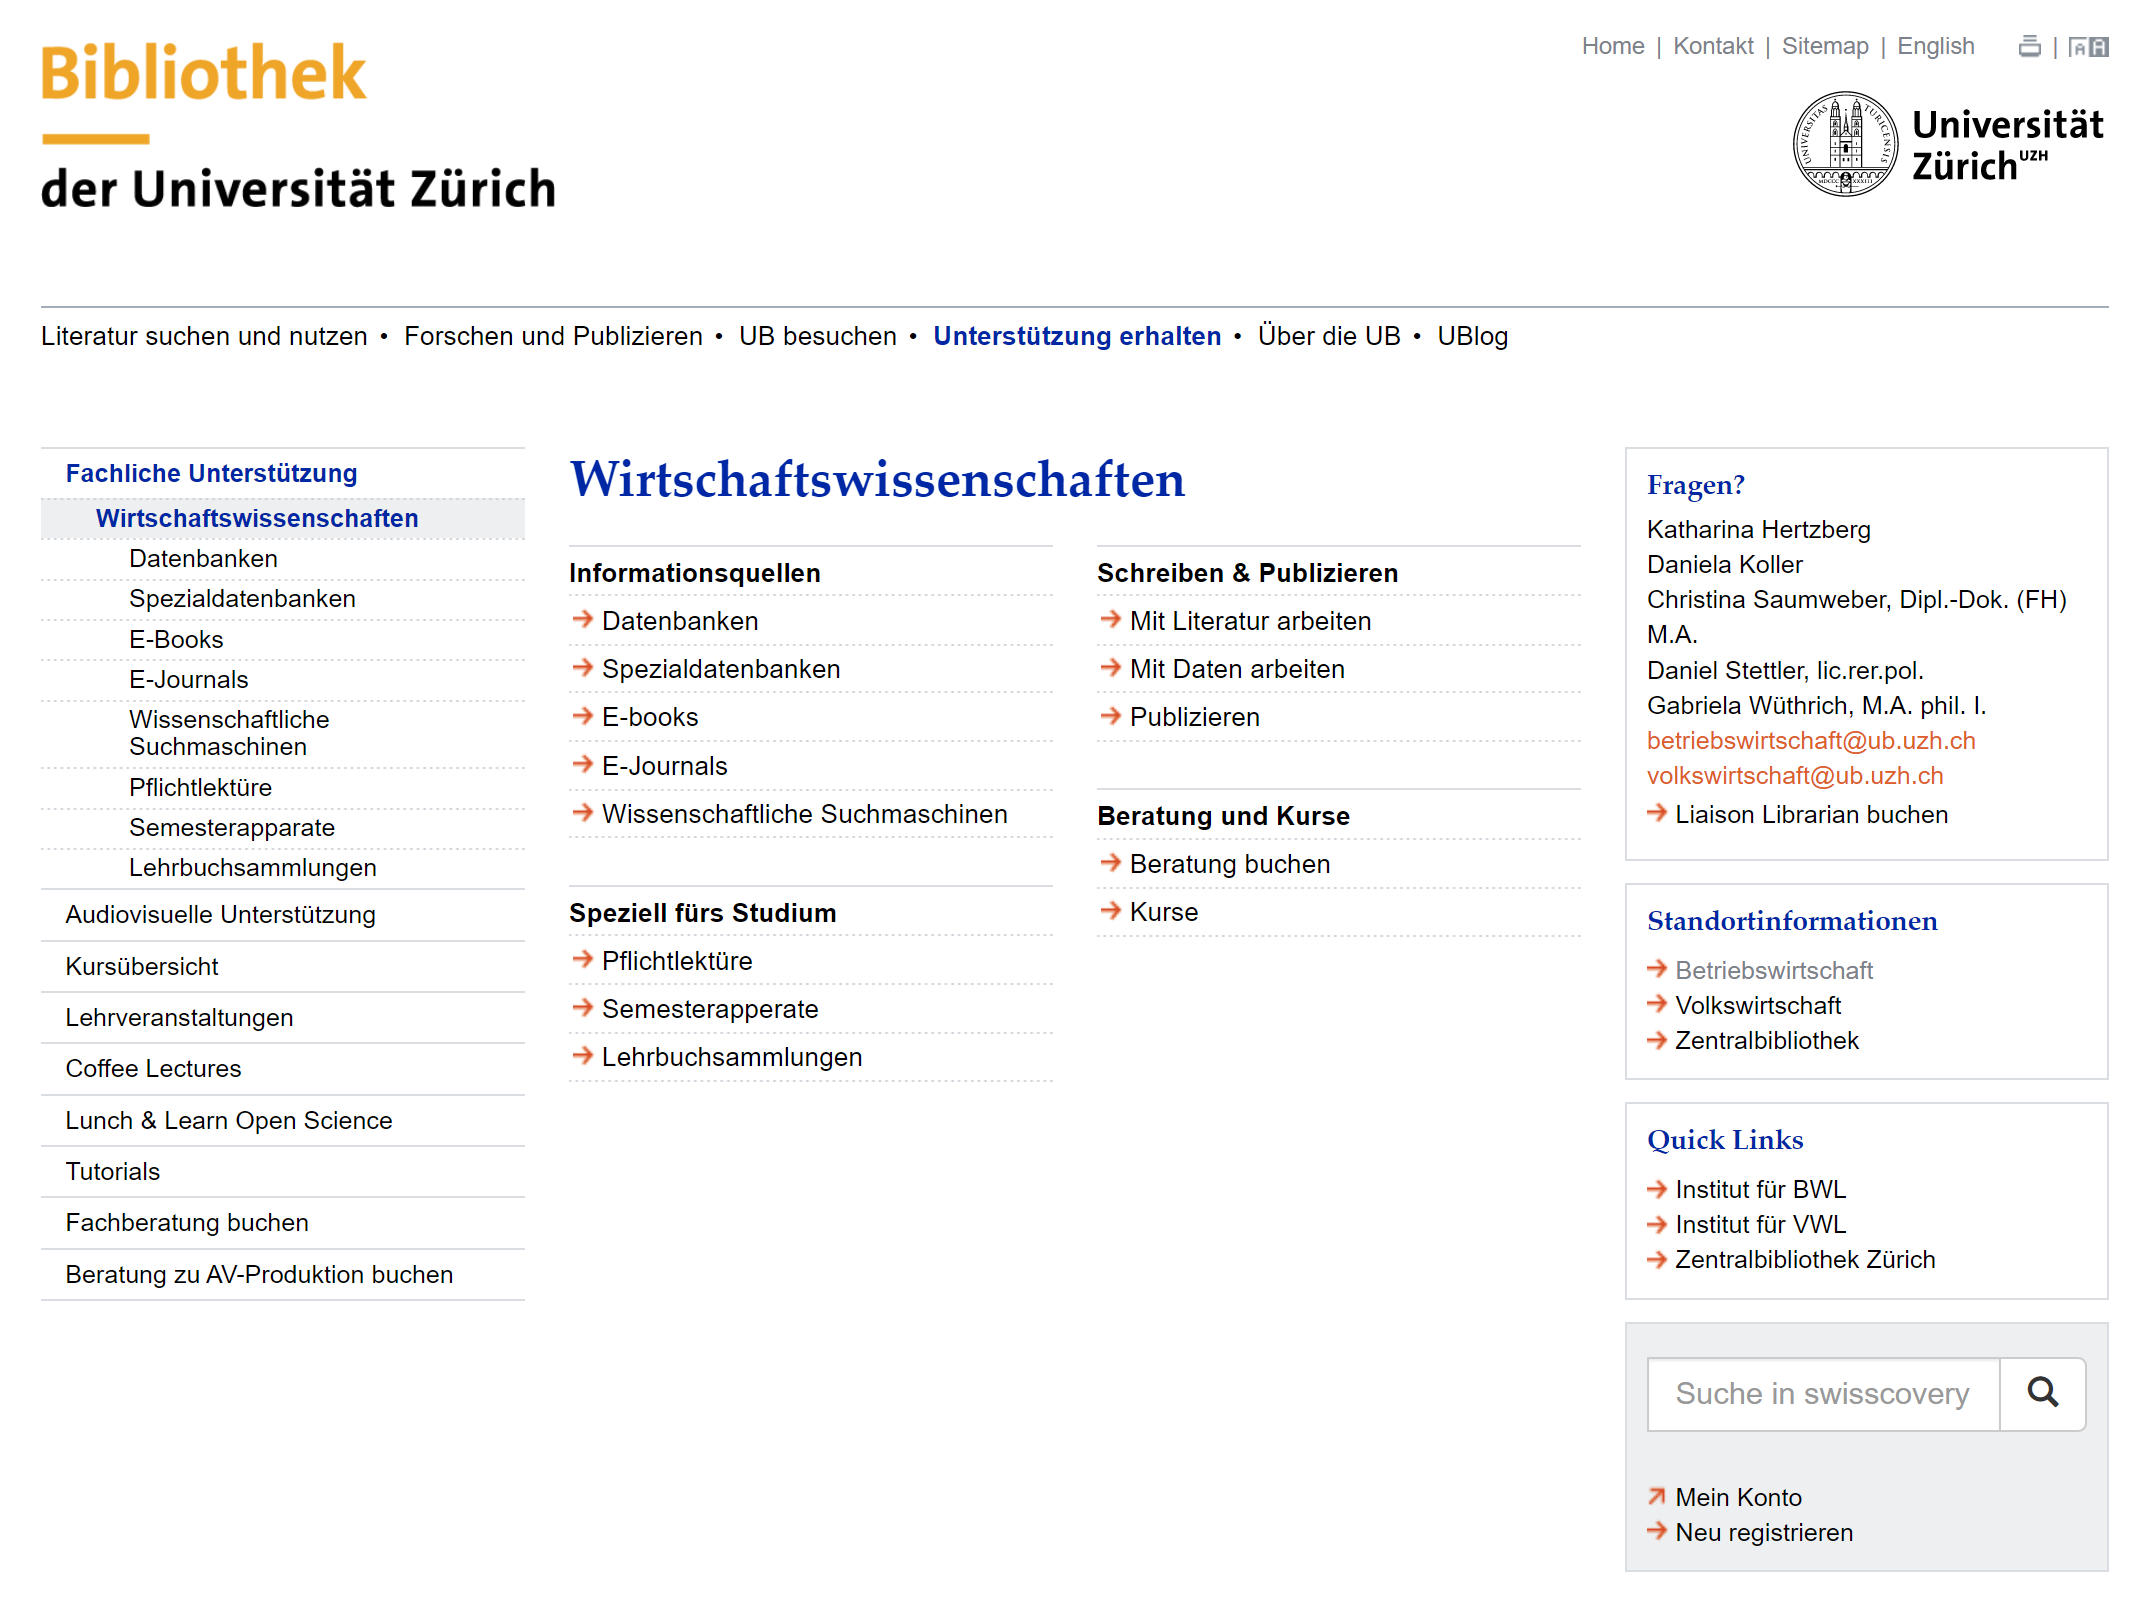 Bibliothek
der Universität Zürich
Home | Kontakt | Sitemap | English
|
UNIVERSITAS TURICENSIS
MDCCC XXXIII
Universität
Zürich UZH
Literatur suchen und nutzen • Forschen und Publizieren • UB besuchen • Unterstützung erhalten • Über die UB • UBlog
Fachliche Unterstützung
Wirtschaftswissenschaften
Datenbanken
Spezialdatenbanken
E-Books
E-Journals
Wissenschaftliche
Suchmaschinen
Pflichtlektüre
Semesterapparate
Lehrbuchsammlungen
Audiovisuelle Unterstützung
Kursübersicht
Lehrveranstaltungen
Coffee Lectures
Lunch & Learn Open Science
Tutorials
Fachberatung buchen
Beratung zu AV-Produktion buchen
Wirtschaftswissenschaften
Informationsquellen
Datenbanken
Spezialdatenbanken
E-books
E-Journals
Wissenschaftliche Suchmaschinen
Speziell fürs Studium
Pflichtlektüre
Semesterapperate
Lehrbuchsammlungen
Schreiben & Publizieren
Mit Literatur arbeiten
Mit Daten arbeiten
Publizieren
Beratung und Kurse
Beratung buchen
Kurse
Fragen?
Katharina Hertzberg
Daniela Koller
Christina Saumweber, Dipl.-Dok. (FH)
M.A.
Daniel Stettler, lic.rer.pol.
Gabriela Wüthrich, M.A. phil. I.
betriebswirtschaft@ub.uzh.ch
volkswirtschaft@ub.uzh.ch
Liaison Librarian buchen
Standortinformationen
Betriebswirtschaft
Volkswirtschaft
Zentralbibliothek
Quick Links
Institut für BWL
Institut für VWL
Zentralbibliothek Zürich
Suche in swisscovery
Mein Konto
Neu registrieren